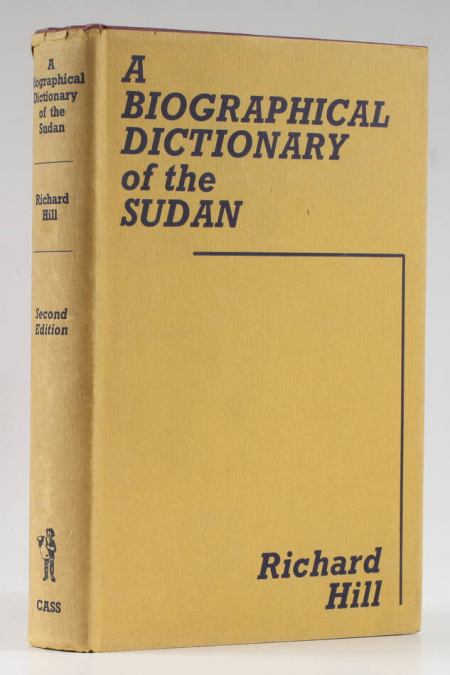 A
Biographical
Dictionary
of the
Sudan
Richard
Hill
Second
Edition
CASS
A
BIOGRAPHICAL
DICTIONARY
of the
SUDAN
Richard
Hill